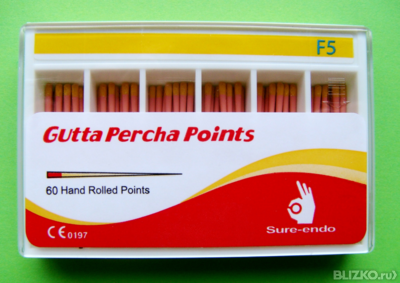 F5
Gutta Percha Points
60 Hand Rolled Points
CE 0197
Sure-endo
BLIZKO.ru